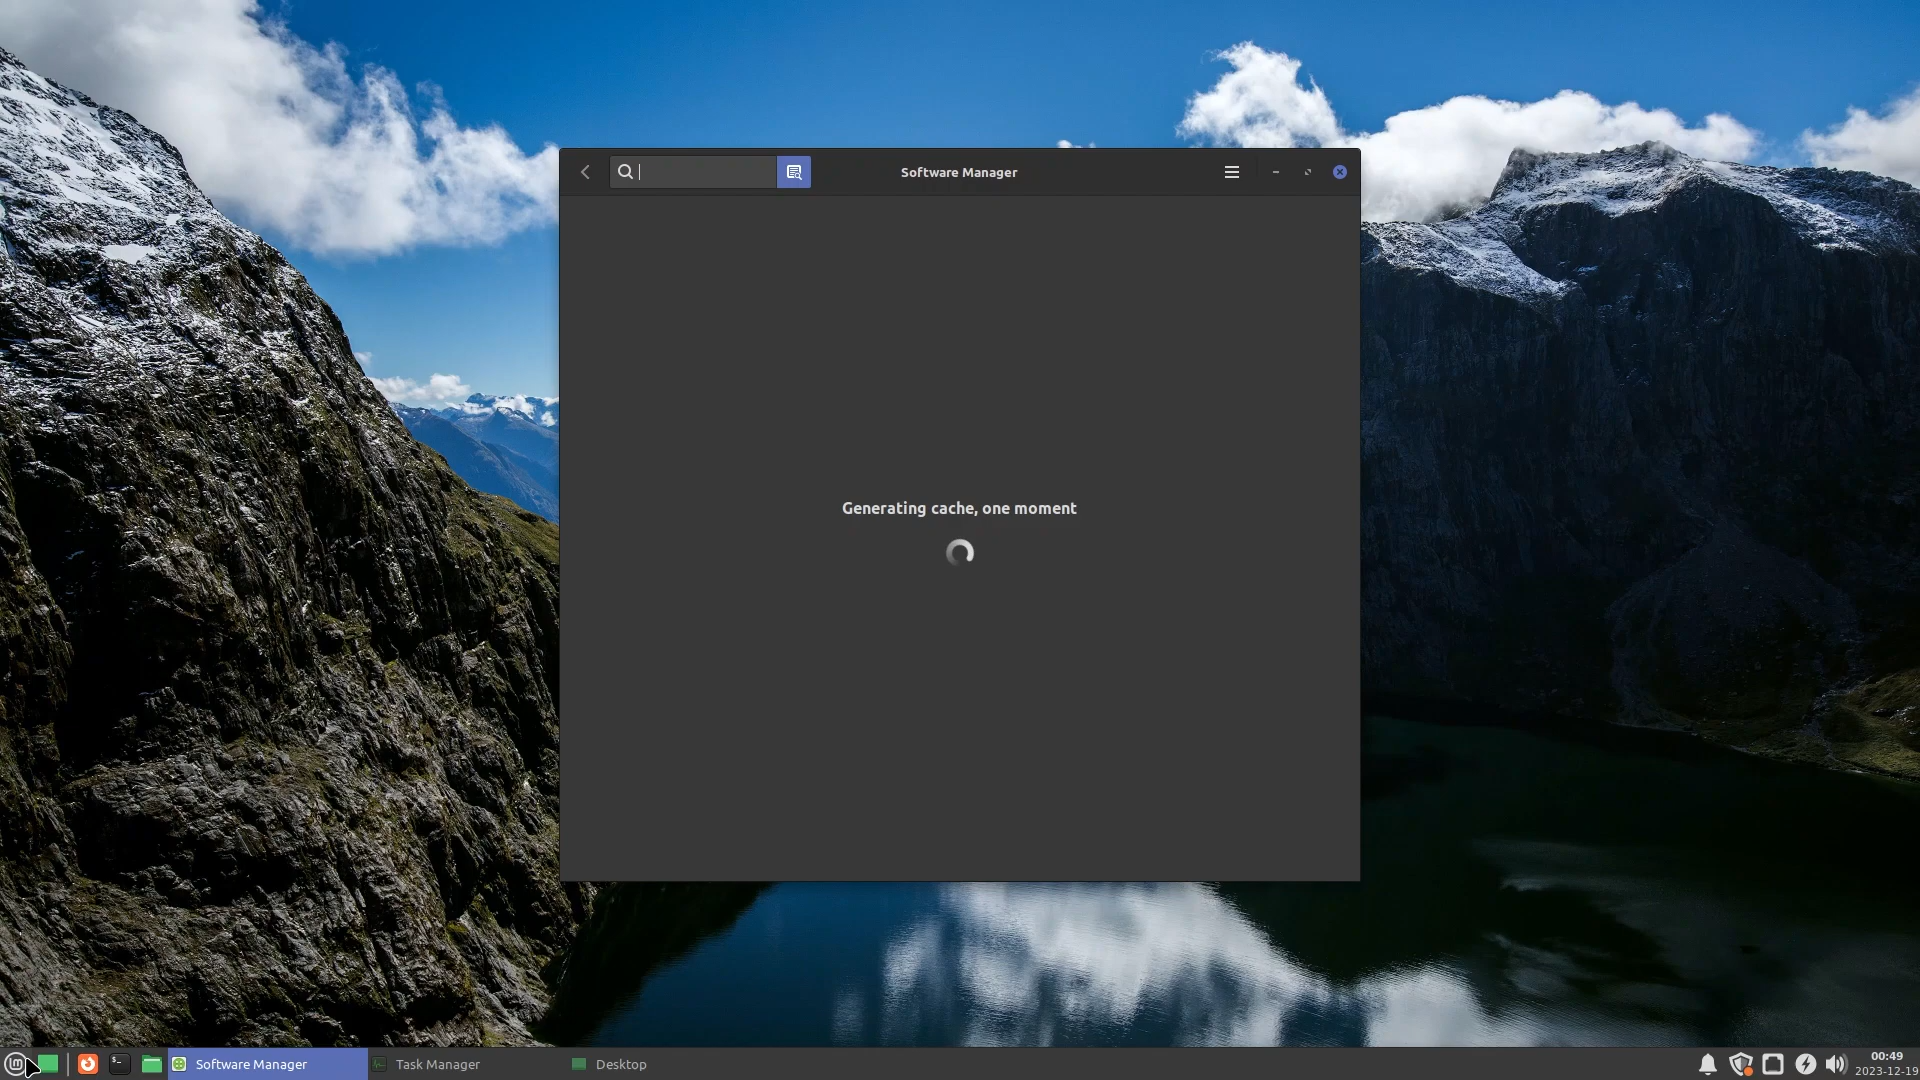 Software Manager
Generating cache, one moment
Software Manager
Task Manager
Desktop
00:49
2023-12-19